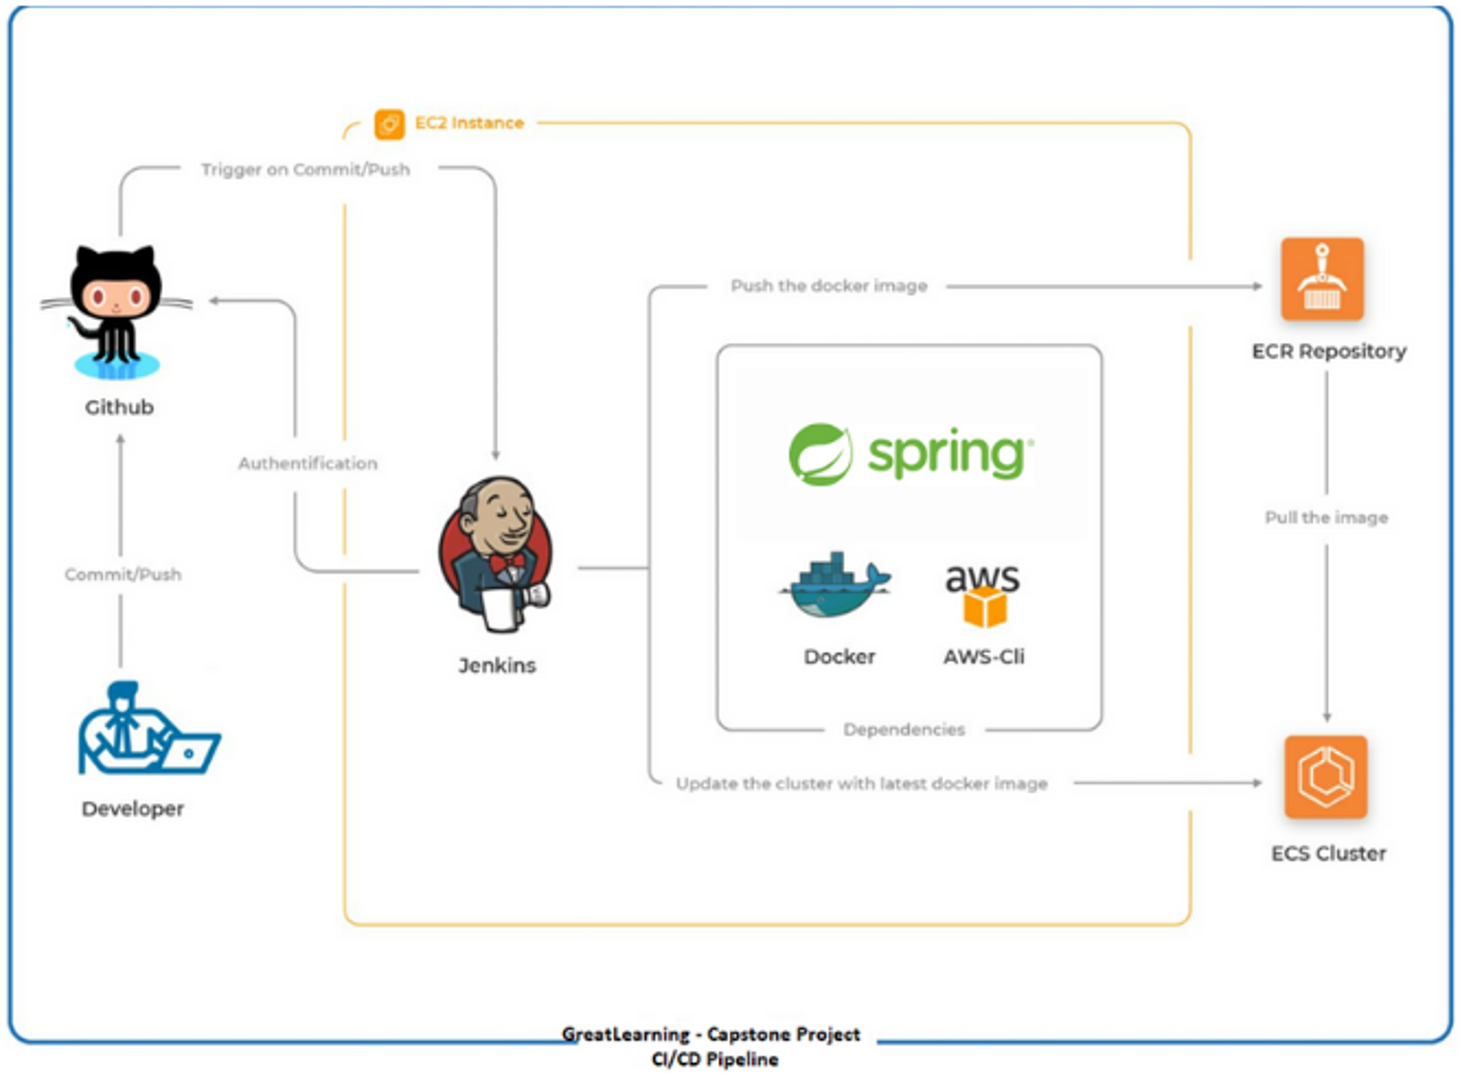 EC2 Instance
Trigger on Commit/Push
Push the docker image
ECR Repository
Github
spring
Authentification
Pull the image
Commit/Push
aws
Docker
AWS-Cli
Jenkins
Dependencies
Update the cluster with latest docker image
Developer
ECS Cluster
GreatLearning - Capstone Project
CI/CD Pipeline